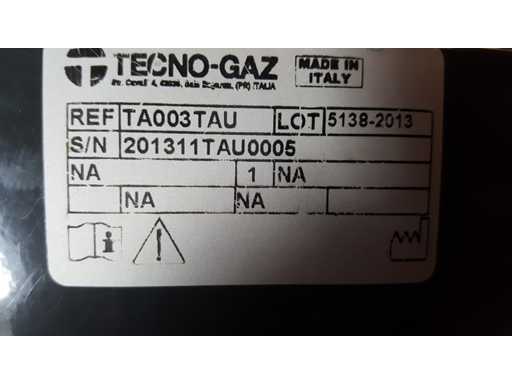 TECNO-GAZ
MADE IN
ITALY
REF TA003TAU LOT 5138-2013
S/N 201311TAU0005
NA 1 NA
NA NA